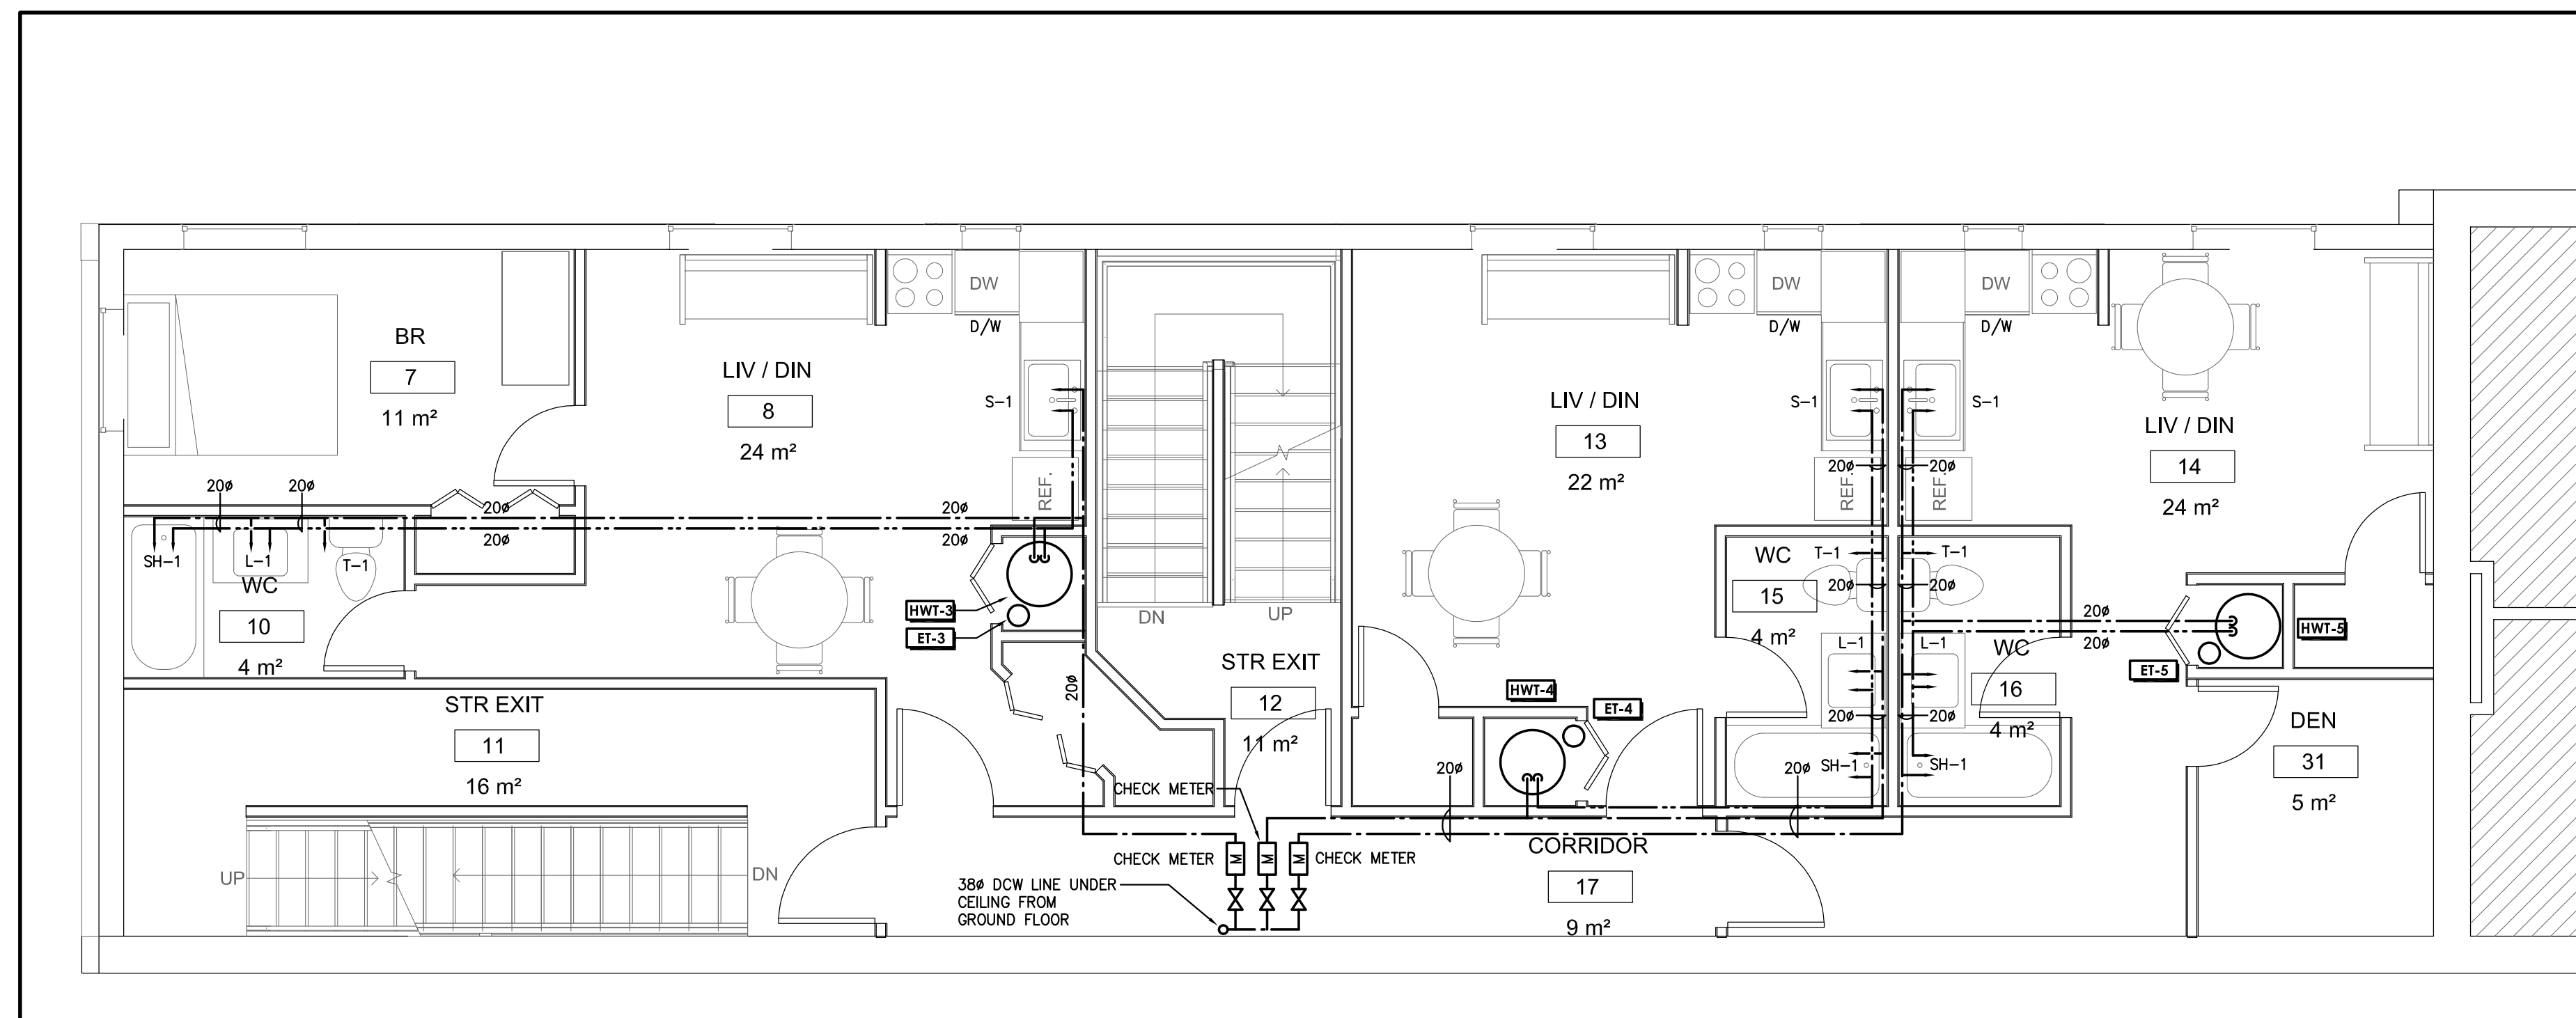 BR
7
11 m²
LIV / DIN
8
24 m²
DW
D/W
S-1
REF.
20ø
20ø
20ø
20ø
20ø
20ø
SH-1
L-1
T-1
WC
10
4 m²
HWT-3
ET-3
20ø
STR EXIT
11
16 m²
UP
DN
DN
UP
STR EXIT
12
11 m²
LIV / DIN
13
22 m²
DW
D/W
S-1
20ø
REF.
WC
15
4 m²
T-1
20ø
L-1
20ø
SH-1
20ø
HWT-4
ET-4
20ø
DW
D/W
S-1
20ø
REF.
LIV / DIN
14
24 m²
T-1
20ø
L-1
WC
16
4 m²
20ø
SH-1
20ø
20ø
HWT-5
ET-5
DEN
31
5 m²
CHECK METER
CHECK METER
M
M
M
CHECK METER
38ø DCW LINE UNDER
CEILING FROM
GROUND FLOOR
CORRIDOR
17
9 m²